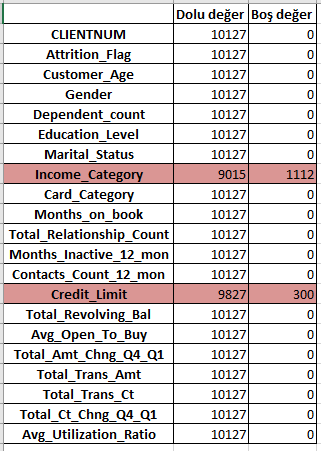 Dolu değer Boş değer
CLIENTNUM 10127 0
Attrition_Flag 10127 0
Customer_Age 10127 0
Gender 10127 0
Dependent_count 10127 0
Education_Level 10127 0
Marital_Status 10127 0
Income_Category 9015 1112
Card_Category 10127 0
Months_on_book 10127 0
Total_Relationship_Count 10127 0
Months_Inactive_12_mon 10127 0
Contacts_Count_12_mon 10127 0
Credit_Limit 9827 300
Total_Revolving_Bal 10127 0
Avg_Open_To_Buy 10127 0
Total_Amt_Chng_Q4_Q1 10127 0
Total_Trans_Amt 10127 0
Total_Trans_Ct 10127 0
Total_Ct_Chng_Q4_Q1 10127 0
Avg_Utilization_Ratio 10127 0